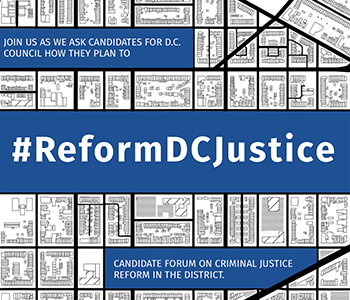 JOIN US AS WE ASK CANDIDATES FOR D.C.
COUNCIL HOW THEY PLAN TO
#ReformDCJustice
CANDIDATE FORUM ON CRIMINAL JUSTICE
REFORM IN THE DISTRICT.